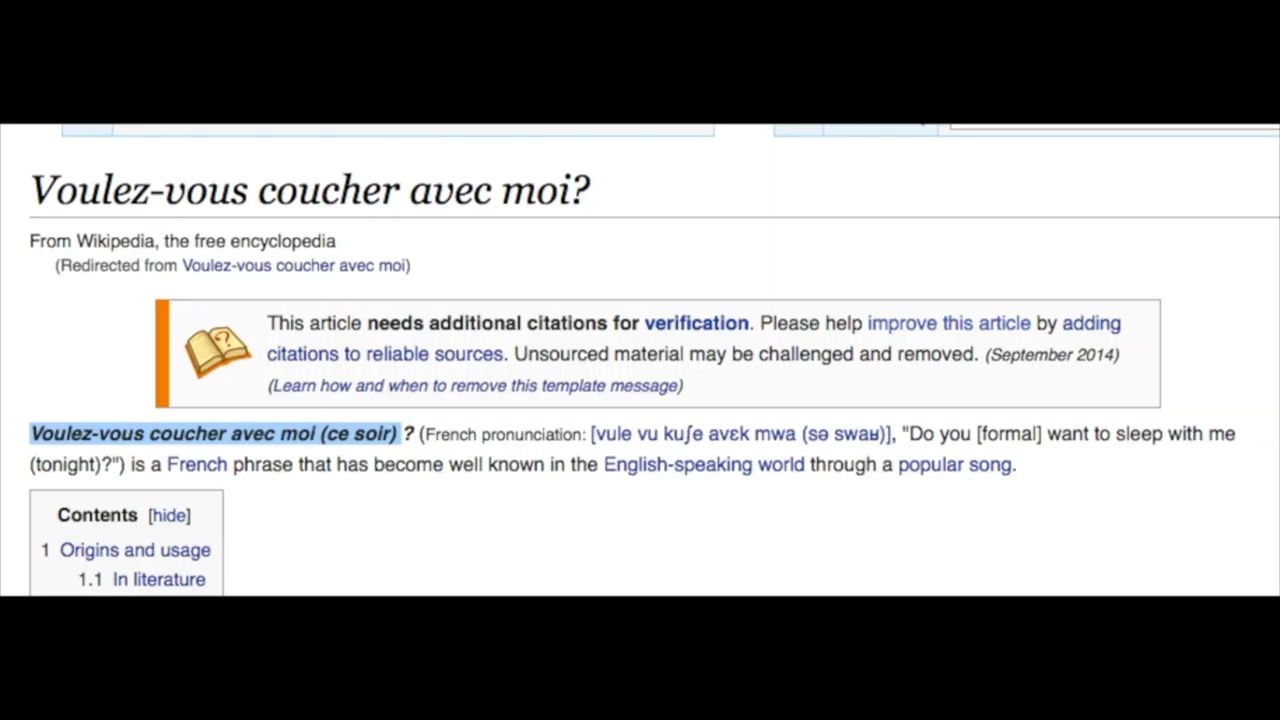 Voulez-vous coucher avec moi?
From Wikipedia, the free encyclopedia
(Redirected from Voulez-vous coucher avec moi)
This article needs additional citations for verification. Please help improve this article by adding
citations to reliable sources. Unsourced material may be challenged and removed. (September 2014)
(Learn how and when to remove this template message)
Voulez-vous coucher avec moi (ce soir) ? (French pronunciation: [vule vu kuʃe avɛk mwa (sə swaʁ)], "Do you [formal] want to sleep with me
(tonight)?") is a French phrase that has become well known in the English-speaking world through a popular song.
Contents [hide]
1 Origins and usage
1.1 In literature